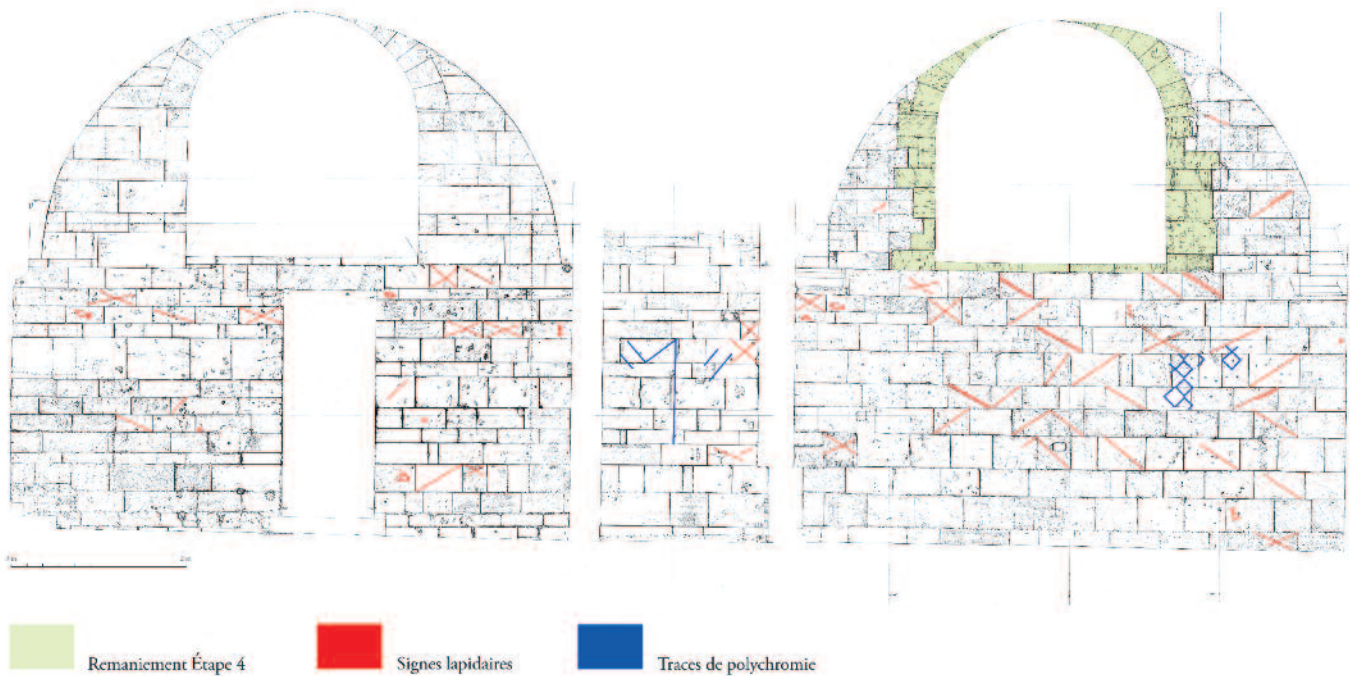 Remaniement Étape 4
Signes lapidaires
Traces de polychromie